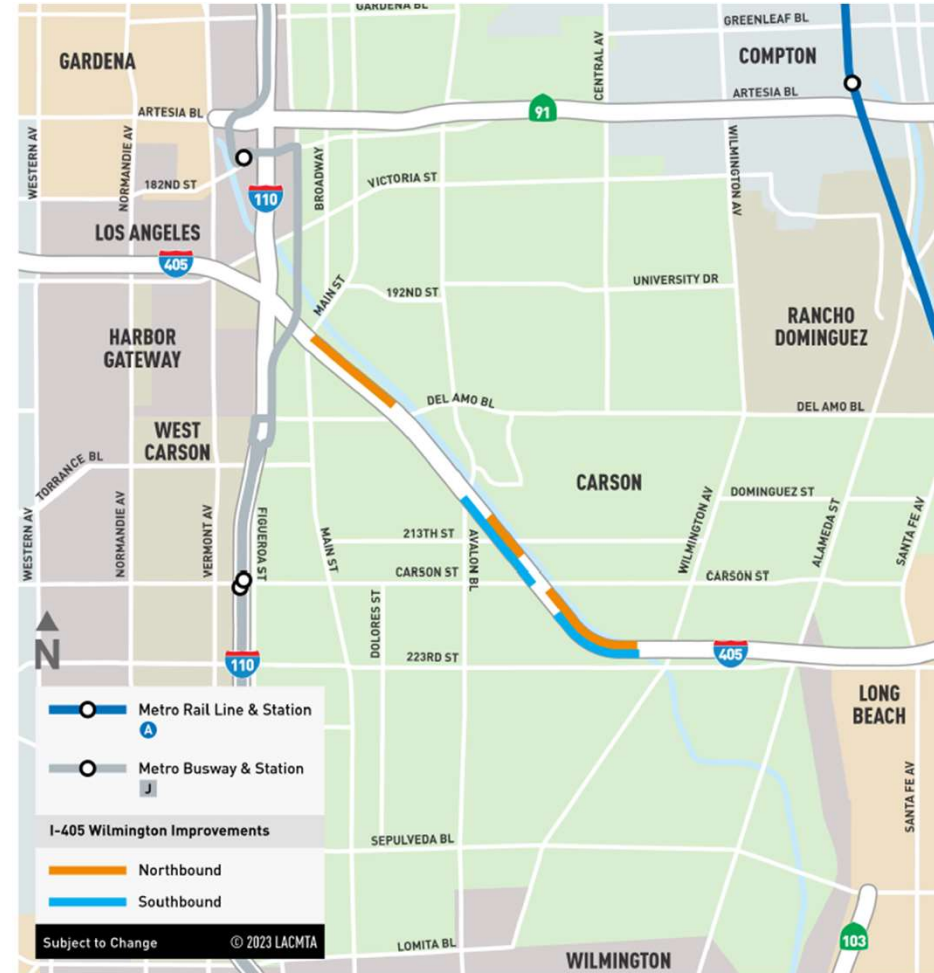 GARDENA BL
GREENLEAF BL
GARDENA
COMPTON
CENTRAL AV
ARTESIA BL
ARTESIA BL
91
WESTERN AV
NORMANDIE AV
BROADWAY
WILMINGTON AV
182ND ST
VICTORIA ST
110
LOS ANGELES
405
MAIN ST
192ND ST
UNIVERSITY DR
RANCHO
DOMINGUEZ
HARBOR
GATEWAY
DEL AMO BL
DEL AMO BL
WEST
CARSON
TORRANCE BL
CARSON
DOMINGUEZ ST
WESTERN AV
NORMANDIE AV
VERMONT AV
FIGUEROA ST
MAIN ST
213TH ST
AVALON BL
WILMINGTON AV
ALAMEDA ST
SANTA FE AV
CARSON ST
CARSON ST
DOLORES ST
N
223RD ST
110
405
LONG
BEACH
Metro Rail Line & Station
A
Metro Busway & Station
J
SANTA FE AV
I-405 Wilmington Improvements
SEPULVEDA BL
Northbound
Southbound
Subject to Change
© 2023 LACMTA
LOMITA BL
WILMINGTON
103